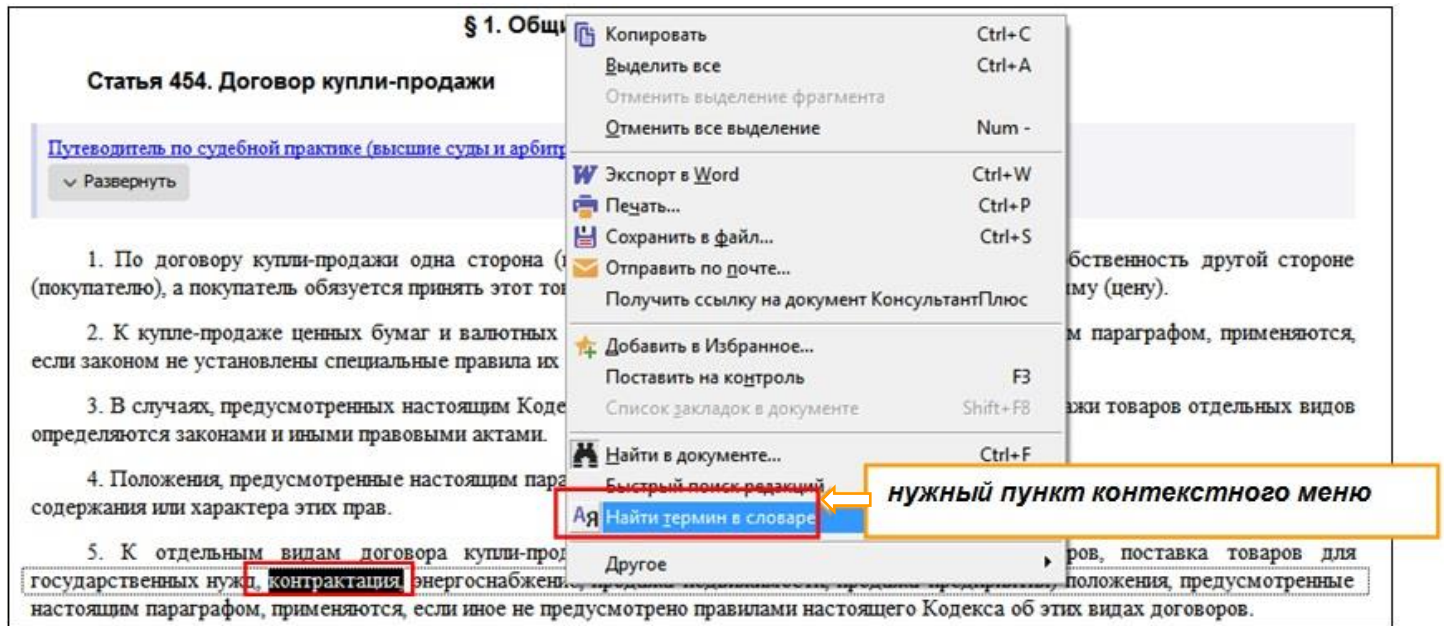 § 1. Общи
Статья 454. Договор купли-продажи
Путеводитель по судебной практике (высшие суды и арбитр
Развернуть
1. По договору купли-продажи одна сторона (
бственность другой стороне
(покупателю), а покупатель обязуется принять этот то
му (цену).
2. К купле-продаже ценных бумаг и валютных
м параграфом, применяются,
если законом не установлены специальные правила их
3. В случаях, предусмотренных настоящим Коде
ажи товаров отдельных видов
определяются законами и иными правовыми актами.
4. Положения, предусмотренные настоящим пара
содержания или характера этих прав.
5. К отдельным видам договора купли-прод
ров, поставка товаров для
государственных нужд, контрактация, энергоснабжение, продажа недвижимости, продажа предприятия, положения, предусмотренные
настоящим параграфом, применяются, если иное не предусмотрено правилами настоящего Кодекса об этих видах договоров.
Копировать Ctrl+C
Выделить все Ctrl+A
Отменить выделение фрагмента
Отменить все выделение Num -
Экспорт в Word Ctrl+W
Печать... Ctrl+P
Сохранить в файл... Ctrl+S
Отправить по почте...
Получить ссылку на документ КонсультантПлюс
Добавить в Избранное...
Поставить на контроль F3
Список закладок в документе Shift+F8
Найти в документе... Ctrl+F
Быстрый поиск редакций
Aя Найти термин в словаре
Другое
нужный пункт контекстного меню